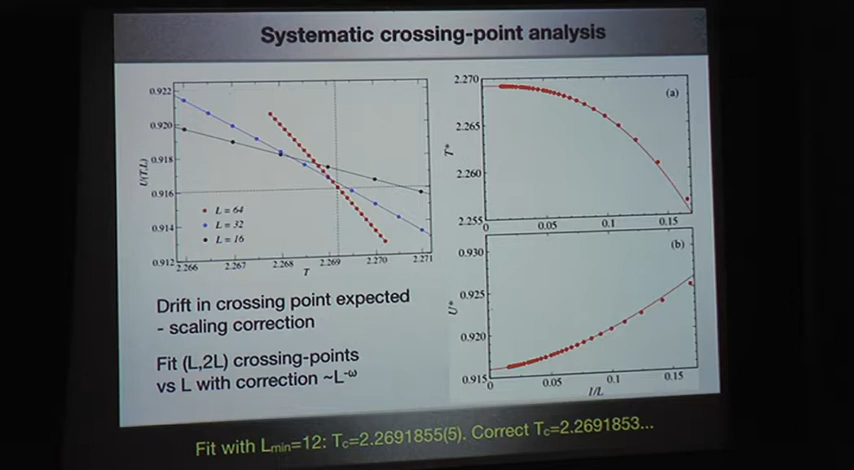 Systematic crossing-point analysis
0.922
0.920
0.918
0.916
0.914
0.912
U(T,L)
L = 64
L = 32
L = 16
2.266
2.267
2.268
2.269
2.270
2.271
T
2.270
2.265
2.260
2.255
T*
(a)
0
0.05
0.1
0.15
0.930
0.925
0.920
0.915
U*
(b)
0
0.05
0.1
0.15
1/L
Drift in crossing point expected
- scaling correction
Fit (L,2L) crossing-points
vs L with correction ~L-ω
Fit with Lmin=12: Tc=2.2691855(5). Correct Tc=2.2691853...